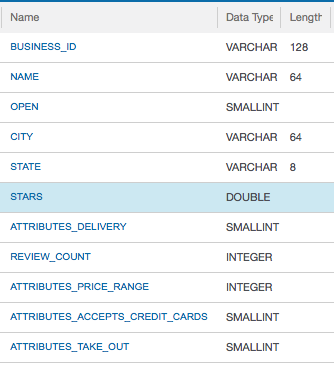 Name Data Type Length
BUSINESS_ID VARCHAR 128
NAME VARCHAR 64
OPEN SMALLINT
CITY VARCHAR 64
STATE VARCHAR 8
STARS DOUBLE
ATTRIBUTES_DELIVERY SMALLINT
REVIEW_COUNT INTEGER
ATTRIBUTES_PRICE_RANGE INTEGER
ATTRIBUTES_ACCEPTS_CREDIT_CARDS SMALLINT
ATTRIBUTES_TAKE_OUT SMALLINT